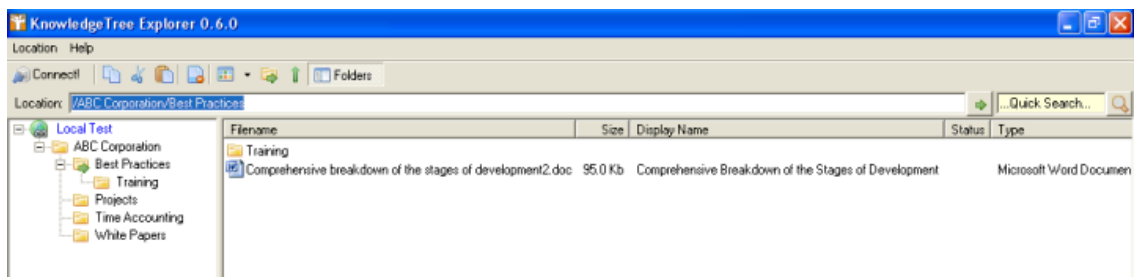 KnowledgeTree Explorer 0.6.0
Location Help
Connect! Folders
Location: /ABC Corporation/Best Practices ...Quick Search...
Local Test
ABC Corporation
Best Practices
Training
Projects
Time Accounting
White Papers
Filename Size Display Name Status Type
Training
Comprehensive breakdown of the stages of development2.doc 95.0 Kb Comprehensive Breakdown of the Stages of Development Microsoft Word Documen